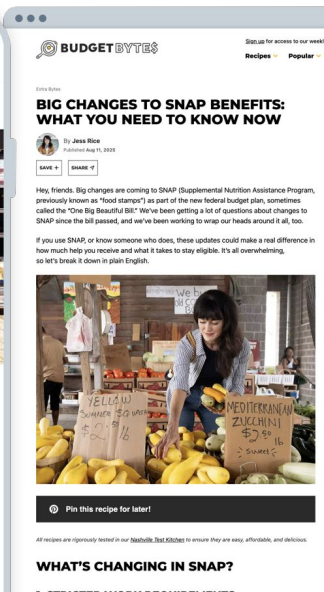 BUDGET BYTE$
Sign up for access to our weekl
Recipes Popular
Extra Bytes
BIG CHANGES TO SNAP BENEFITS:
WHAT YOU NEED TO KNOW NOW
By Jess Rice
Published Aug 11, 2025
SAVE + SHARE
Hey, friends. Big changes are coming to SNAP (Supplemental Nutrition Assistance Program,
previously known as "food stamps") as part of the new federal budget plan, sometimes
called the "One Big Beautiful Bill." We've been getting a lot of questions about changes to
SNAP since the bill passed, and we've been working to wrap our heads around it all, too.
If you use SNAP, or know someone who does, these updates could make a real difference in
how much help you receive and what it takes to stay eligible. It's all overwhelming,
so let's break it down in plain English.
We
YELLOW
SUMMER SQUASH
$2
lb
MEDITERRANEAN
ZUCCHINI
$2.50
lb
Sweet
Pin this recipe for later!
All recipes are rigorously tested in our Nashville Test Kitchen to ensure they are easy, affordable, and delicious.
WHAT'S CHANGING IN SNAP?